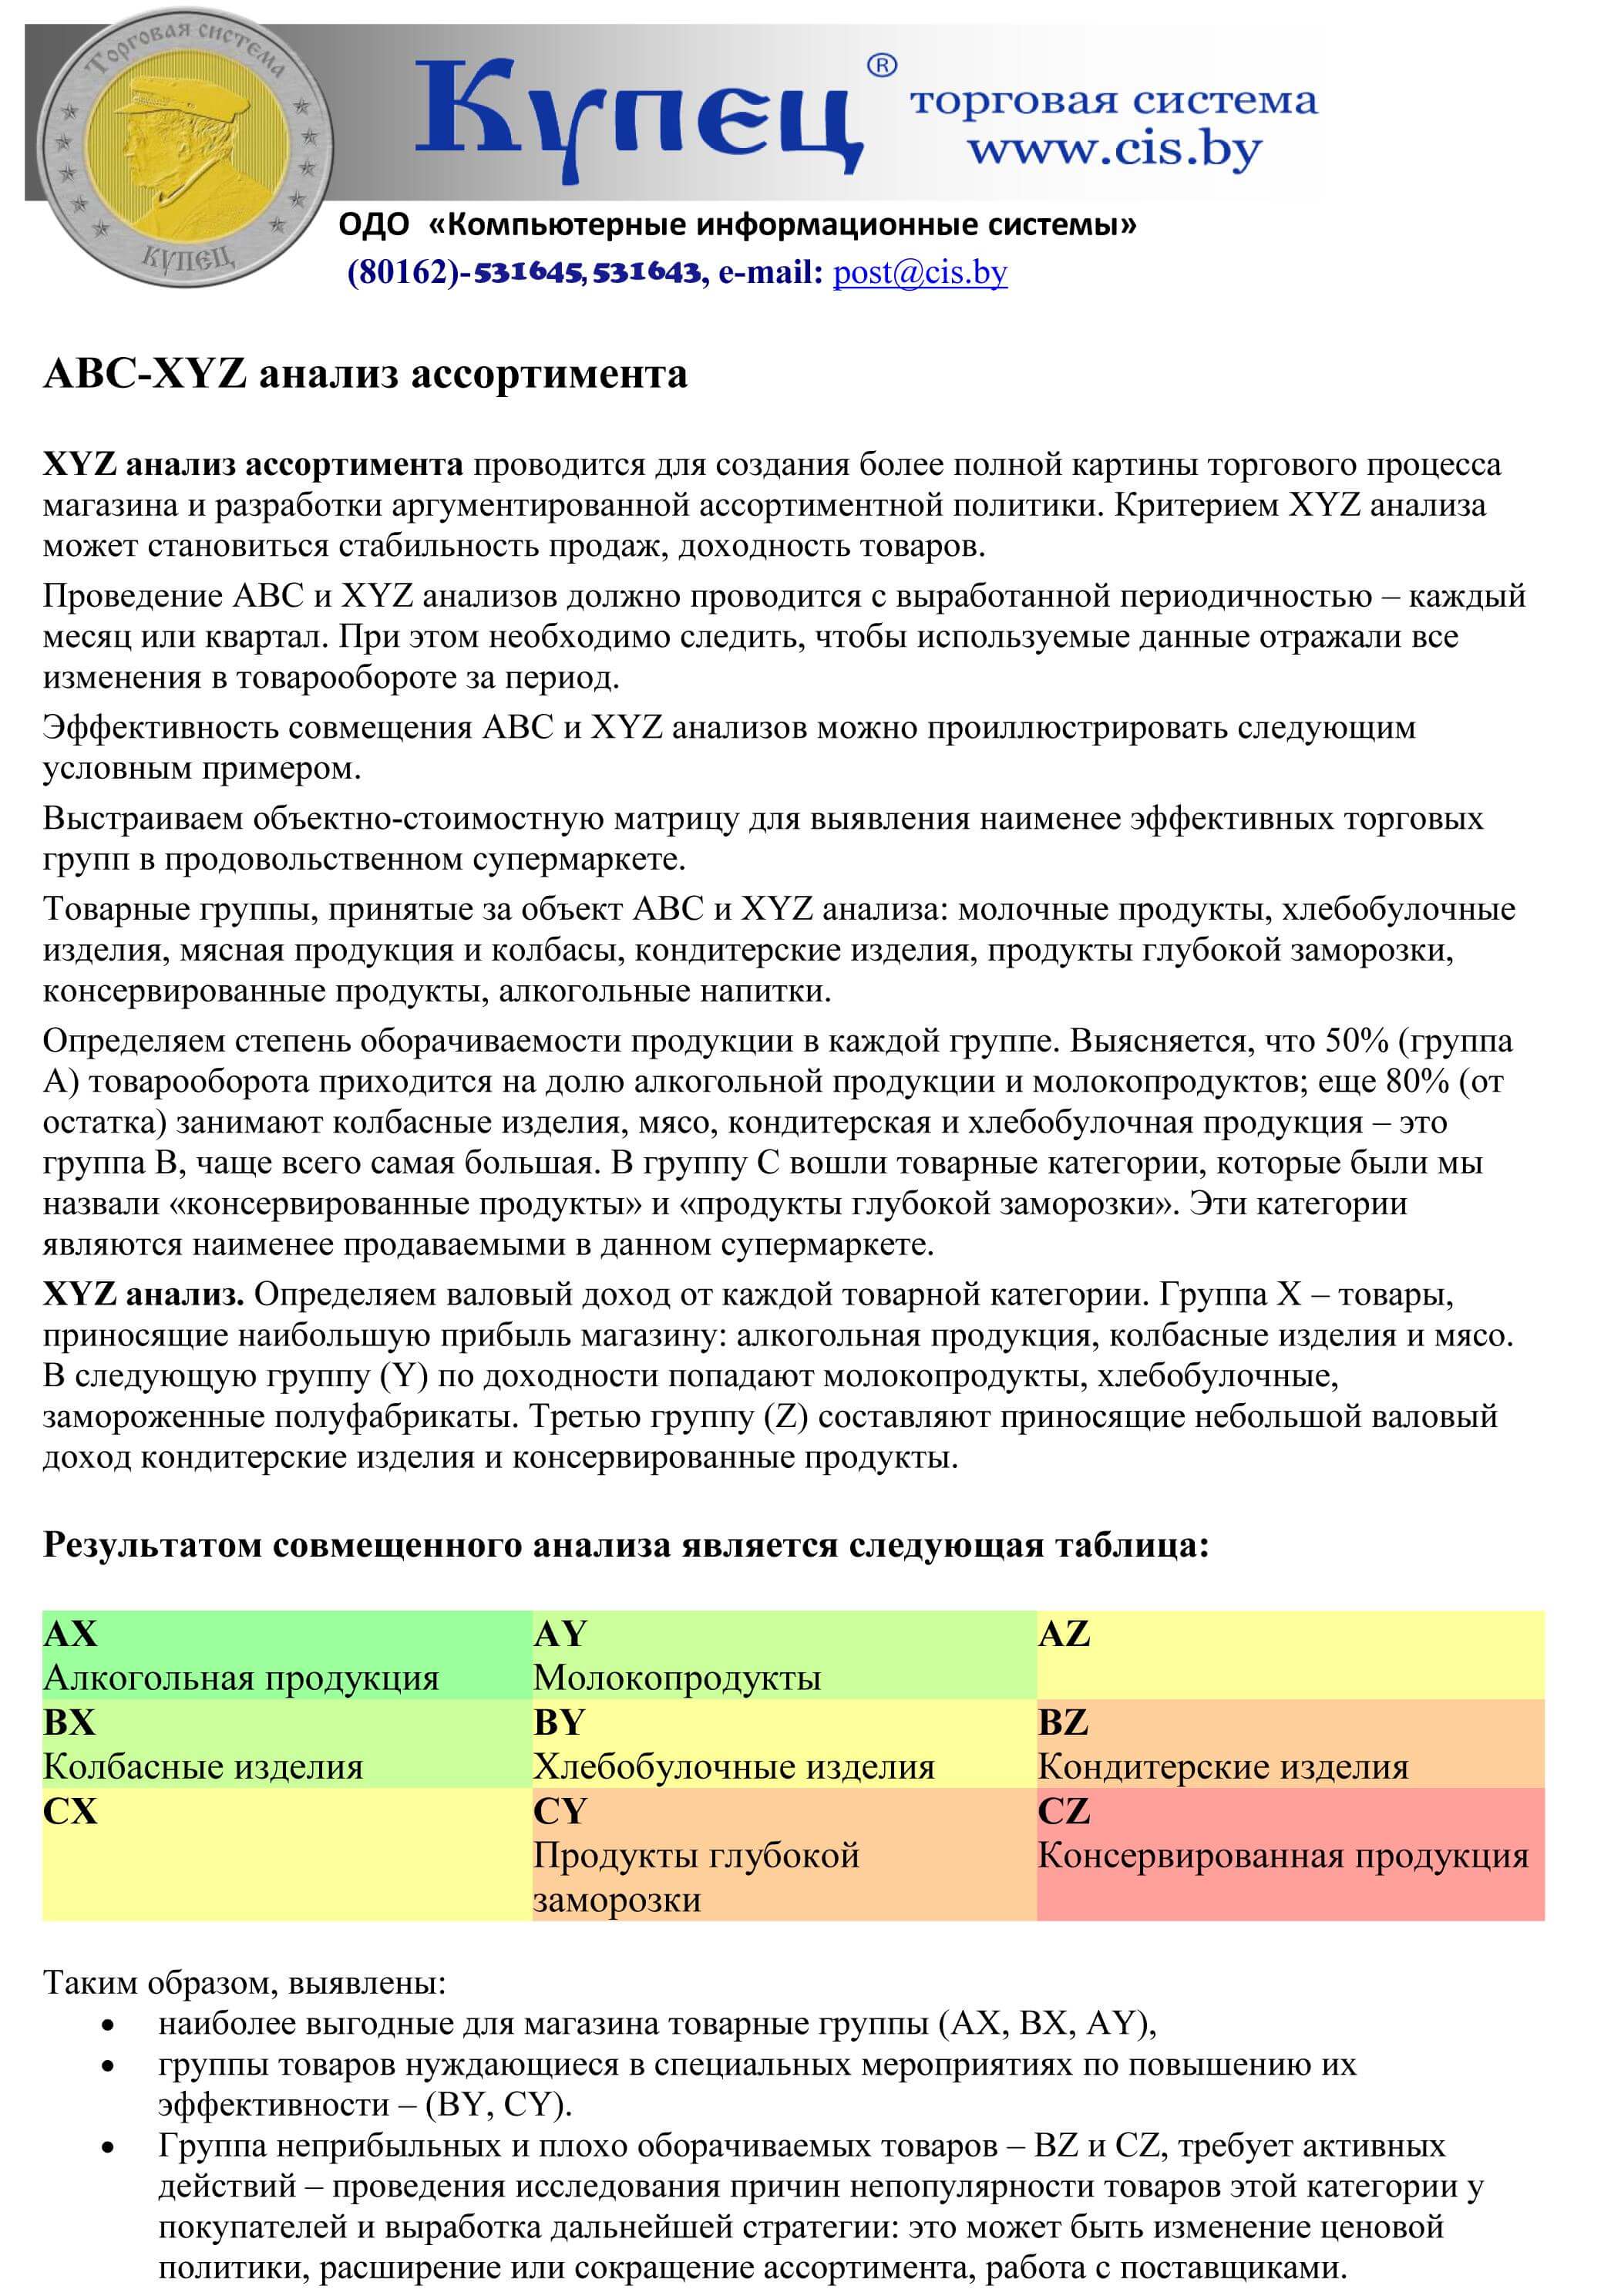 Торговая система
КУПЕЦ
Купец®
торговая система
www.cis.by
ОДО «Компьютерные информационные системы»
(80162)-531645, 531643, e-mail: post@cis.by
ABC-XYZ анализ ассортимента
XYZ анализ ассортимента проводится для создания более полной картины торгового процесса
магазина и разработки аргументированной ассортиментной политики. Критерием XYZ анализа
может становиться стабильность продаж, доходность товаров.
Проведение ABC и XYZ анализов должно проводится с выработанной периодичностью – каждый
месяц или квартал. При этом необходимо следить, чтобы используемые данные отражали все
изменения в товарообороте за период.
Эффективность совмещения ABC и XYZ анализов можно проиллюстрировать следующим
условным примером.
Выстраиваем объектно-стоимостную матрицу для выявления наименее эффективных торговых
групп в продовольственном супермаркете.
Товарные группы, принятые за объект ABC и XYZ анализа: молочные продукты, хлебобулочные
изделия, мясная продукция и колбасы, кондитерские изделия, продукты глубокой заморозки,
консервированные продукты, алкогольные напитки.
Определяем степень оборачиваемости продукции в каждой группе. Выясняется, что 50% (группа
А) товарооборота приходится на долю алкогольной продукции и молокопродуктов; еще 80% (от
остатка) занимают колбасные изделия, мясо, кондитерская и хлебобулочная продукция – это
группа В, чаще всего самая большая. В группу С вошли товарные категории, которые были мы
назвали «консервированные продукты» и «продукты глубокой заморозки». Эти категории
являются наименее продаваемыми в данном супермаркете.
XYZ анализ. Определяем валовый доход от каждой товарной категории. Группа X – товары,
приносящие наибольшую прибыль магазину: алкогольная продукция, колбасные изделия и мясо.
В следующую группу (Y) по доходности попадают молокопродукты, хлебобулочные,
замороженные полуфабрикаты. Третью группу (Z) составляют приносящие небольшой валовый
доход кондитерские изделия и консервированные продукты.
Результатом совмещенного анализа является следующая таблица:
AX AY AZ
Алкогольная продукция Молокопродукты
BX BY BZ
Колбасные изделия Хлебобулочные изделия Кондитерские изделия
CX CY CZ
Продукты глубокой Консервированная продукция
заморозки
Таким образом, выявлены:
• наиболее выгодные для магазина товарные группы (AX, BX, AY),
• группы товаров нуждающиеся в специальных мероприятиях по повышению их
эффективности – (BY, CY).
• Группа неприбыльных и плохо оборачиваемых товаров – BZ и CZ, требует активных
действий – проведения исследования причин непопулярности товаров этой категории у
покупателей и выработка дальнейшей стратегии: это может быть изменение ценовой
политики, расширение или сокращение ассортимента, работа с поставщиками.